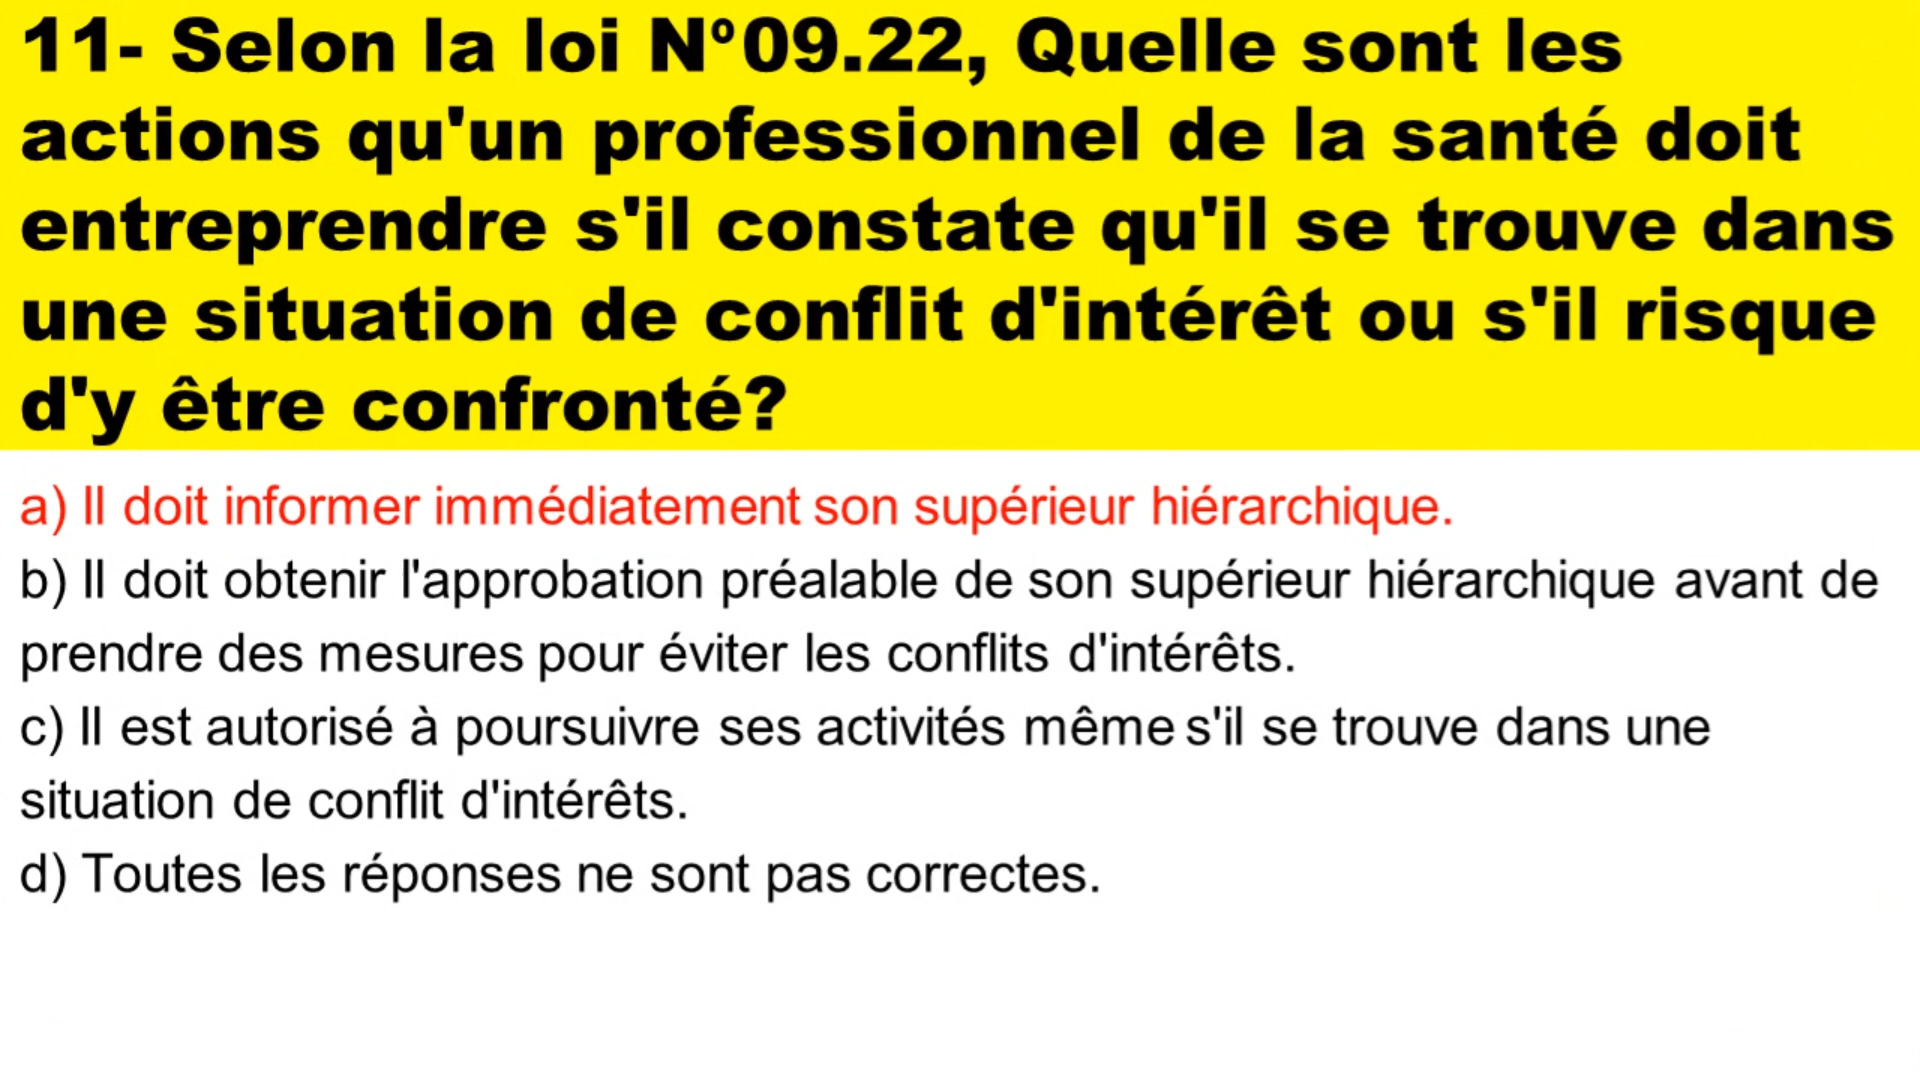 11- Selon la loi N°09.22, Quelle sont les
actions qu'un professionnel de la santé doit
entreprendre s'il constate qu'il se trouve dans
une situation de conflit d'intérêt ou s'il risque
d'y être confronté?
a) Il doit informer immédiatement son supérieur hiérarchique.
b) Il doit obtenir l'approbation préalable de son supérieur hiérarchique avant de
prendre des mesures pour éviter les conflits d'intérêts.
c) Il est autorisé à poursuivre ses activités même s'il se trouve dans une
situation de conflit d'intérêts.
d) Toutes les réponses ne sont pas correctes.